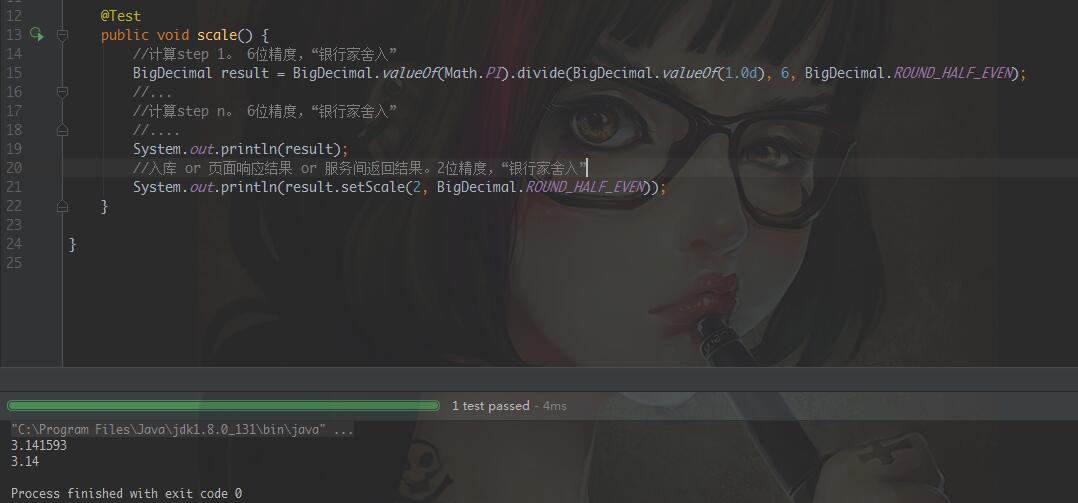 11
12 @Test
13 public void scale() {
14 //计算step 1。 6位精度，“银行家舍入”
15 BigDecimal result = BigDecimal.valueOf(Math.PI).divide(BigDecimal.valueOf(1.0d), 6, BigDecimal.ROUND_HALF_EVEN);
16 //...
17 //计算step n。 6位精度，“银行家舍入”
18 //....
19 System.out.println(result);
20 //入库 or 页面响应结果 or 服务间返回结果。2位精度，“银行家舍入”
21 System.out.println(result.setScale(2, BigDecimal.ROUND_HALF_EVEN));
22 }
23
24 }
25
1 test passed - 4ms
"C:\Program Files\Java\jdk1.8.0_131\bin\java" ...
3.141593
3.14
Process finished with exit code 0